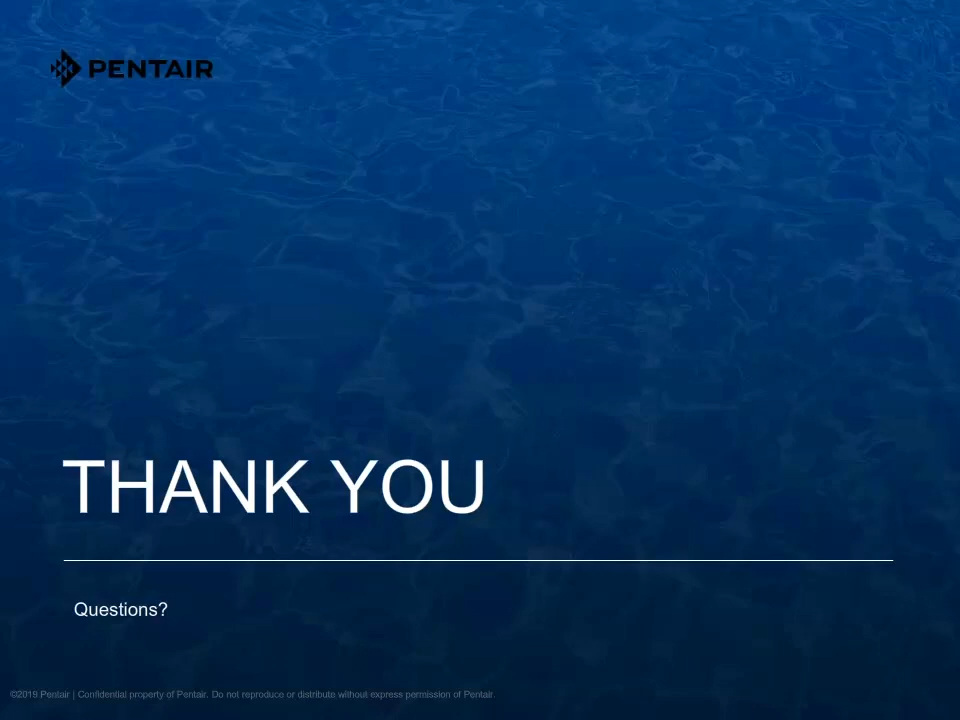 PENTAIR
THANK YOU
Questions?
©2019 Pentair | Confidential property of Pentair. Do not reproduce or distribute without express permission of Pentair.